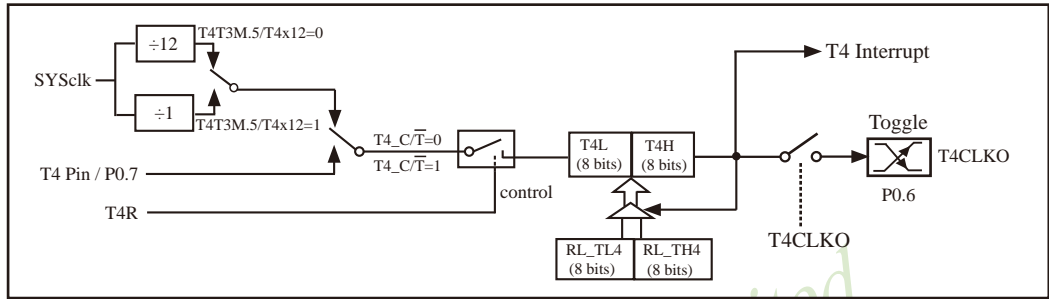 T4T3M.5/T4x12=0
÷12
SYSclk
÷1
T4T3M.5/T4x12=1
T4 Pin / P0.7
T4R
T4_C/T̅=0
T4_C/T̅=1
control
T4L
(8 bits)
T4H
(8 bits)
RL_TL4
(8 bits)
RL_TH4
(8 bits)
T4 Interrupt
Toggle
T4CLKO
P0.6
T4CLKO